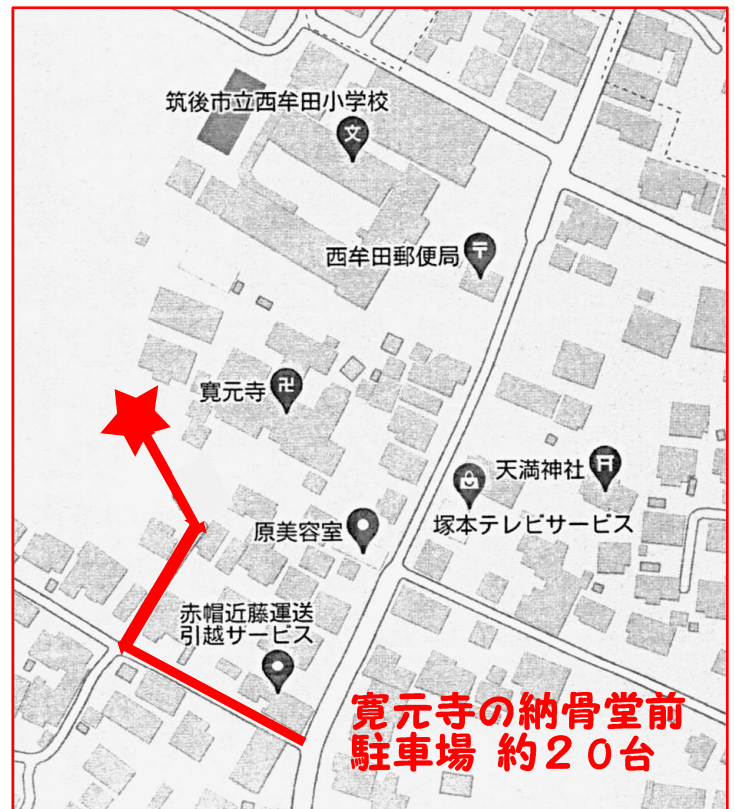 筑後市立西牟田小学校
文
西牟田郵便局
〒
寛元寺
卍
天満神社
塚本テレビサービス
原美容室
赤帽近藤運送
引越サービス
寛元寺の納骨堂前
駐車場 約20台